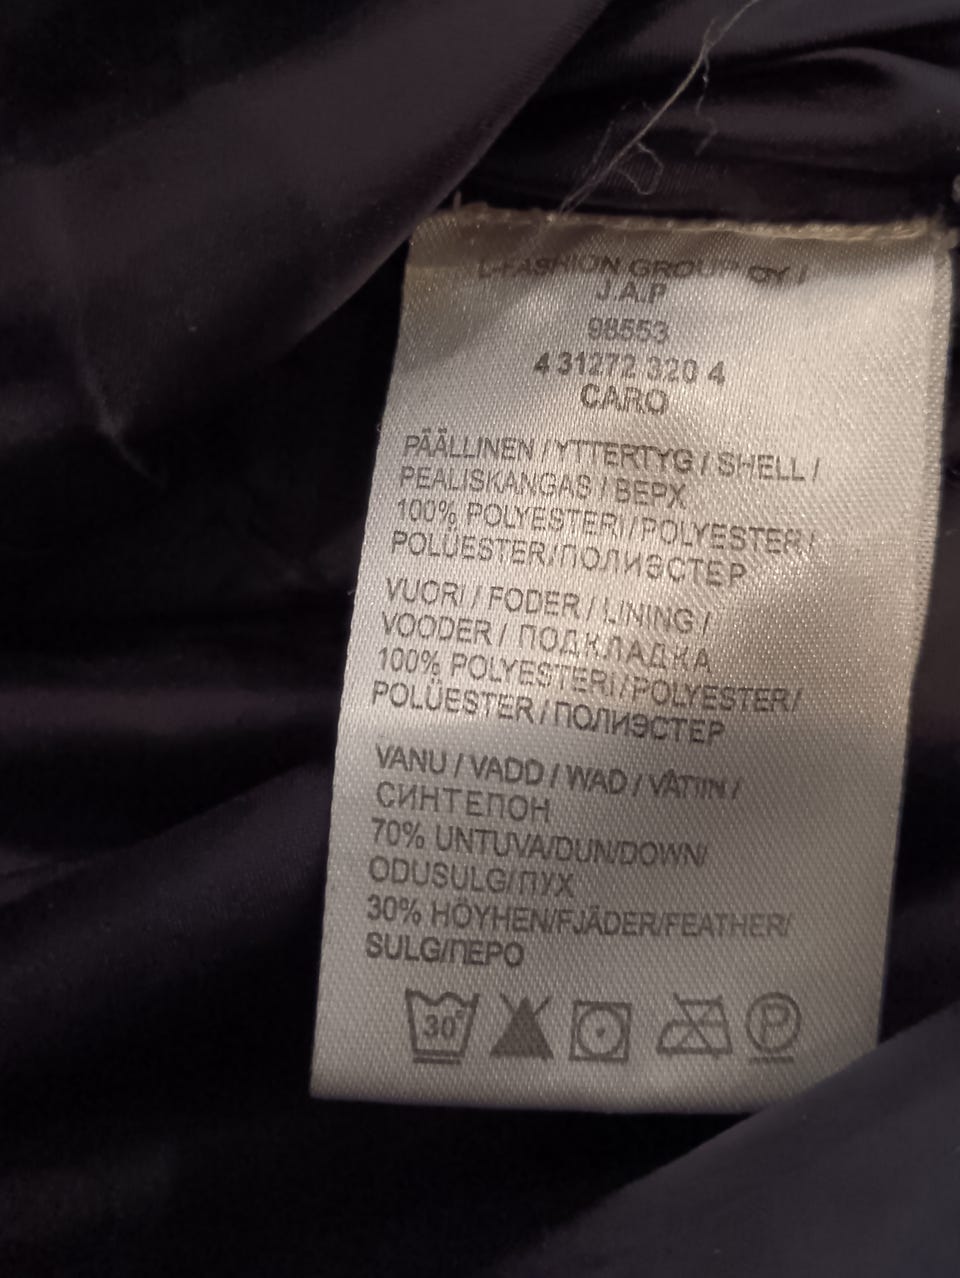 L-FASHION GROUP OY /
J.A.P
98553
4 31272 320 4
CARO
PÄÄLLINEN / YTTERTYG / SHELL /
PEALISKANGAS / ВЕРХ
100% POLYESTERI / POLYESTER /
POLÜESTER/ПОЛИЭСТЕР
VUORI / FODER / LINING /
VOODER / ПОДКЛАДКА
100% POLYESTERI / POLYESTER/
POLÜESTER / ПОЛИЭСТЕР
VANU / VADD / WAD / VATIIN /
СИНТЕПОН
70% UNTUVA/DUN/DOWN/
ODUSULG/ПУХ
30% HÖYHEN/FJÄDER/FEATHER/
SULG/ПЕРО
30° P